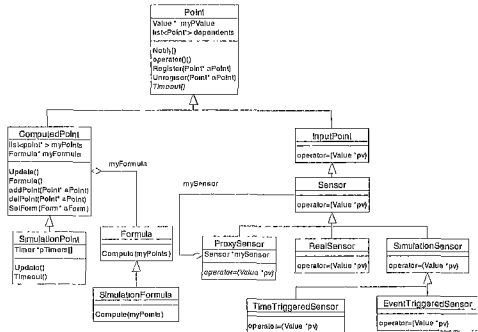 Point
Value * myPValue
list<Point*> dependents
Notify()
operator()()
Register(Point* aPoint)
Unregiser(Point* aPoint)
Timeout()
ComputedPoint
list<point* > myPoints
Formula* myFormula
Update()
Formula()
addPoint(Point* aPoint)
delPoint(Point* aPoint)
SetForm(Form* aForm)
myFormula
InputPoint
operator=(Value *pv)
mySensor
Sensor
operator=(Value *pv)
SimulationPoint
Timer *pTimers[]
Update()
Timeout()
Formula
Compute(myPoints)
ProxySensor
Sensor *mySensor
operator=(Value *pv)
RealSensor
operator=(Value *pv)
SimulationSensor
operator=(Value *pv)
SimulationFormula
Compute(myPoints)
TimeTriggeredSensor
operator=(Value *pv)
EventTriggeredSensor
operator=(Value *pv)